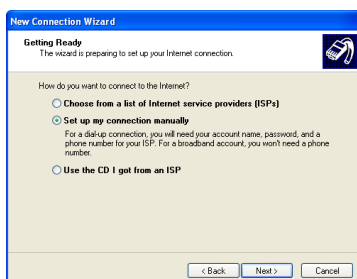 New Connection Wizard
Getting Ready
The wizard is preparing to set up your Internet connection.
How do you want to connect to the Internet?
Choose from a list of Internet service providers (ISPs)
Set up my connection manually
For a dial-up connection, you will need your account name, password, and a
phone number for your ISP. For a broadband account, you won't need a phone
number.
Use the CD I got from an ISP
< Back Next > Cancel